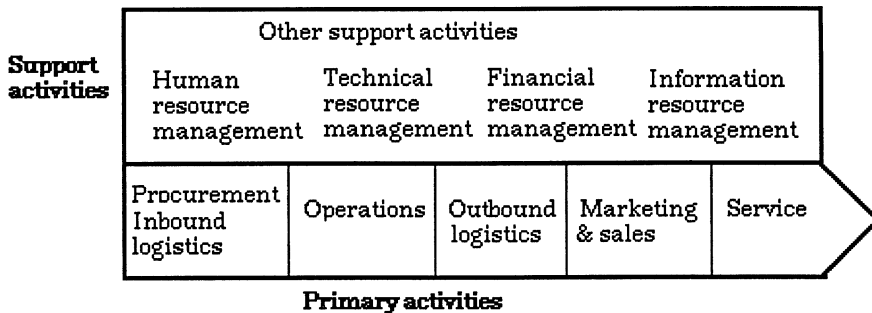 Other support activities
Support
activities
Human
resource
management
Technical
resource
management
Financial
resource
management
Information
resource
management
Procurement
Inbound
logistics
Operations
Outbound
logistics
Marketing
& sales
Service
Primary activities